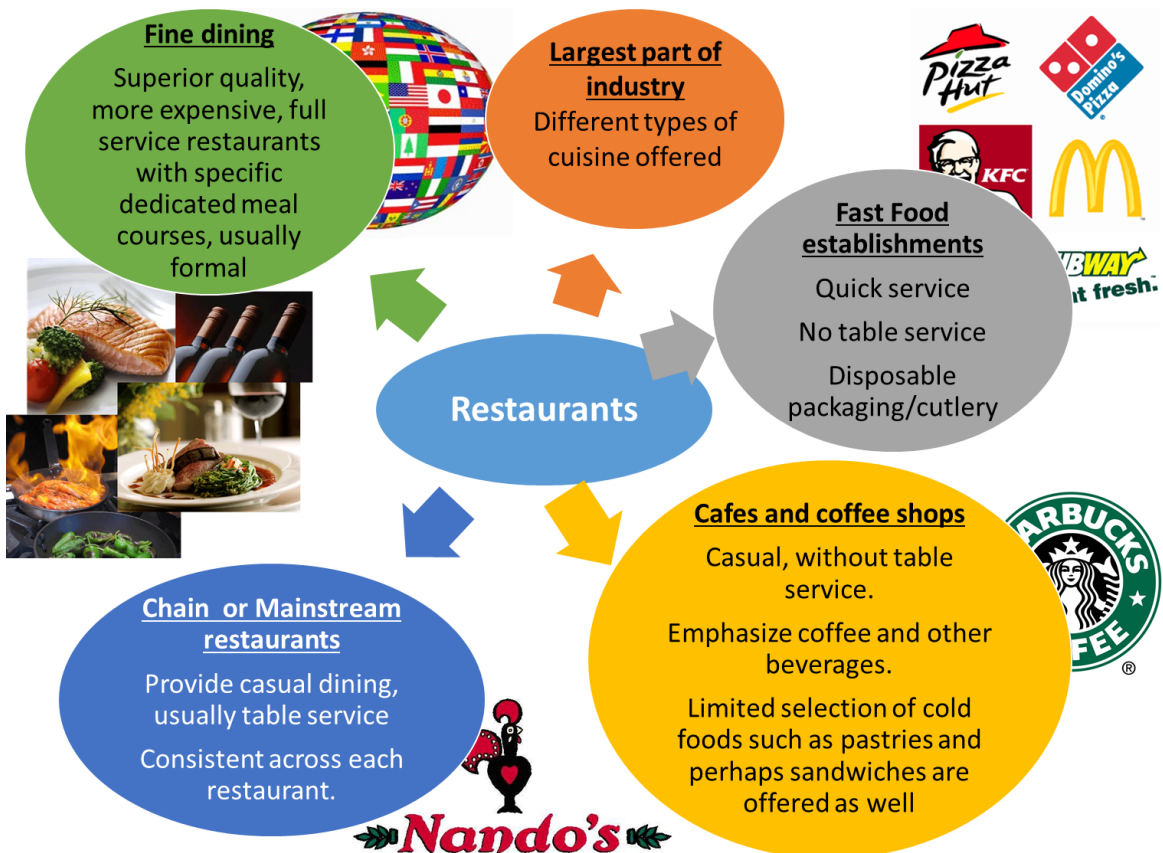 Fine dining
Superior quality,
more expensive, full
service restaurants
with specific
dedicated meal
courses, usually
formal
Largest part of
industry
Different types of
cuisine offered
Pizza
Hut
Domino's
Pizza
KFC
Fast Food
establishments
Quick service
No table service
Disposable
packaging/cutlery
BWAY
t fresh.
Restaurants
Cafes and coffee shops
Casual, without table
service.
Emphasize coffee and other
beverages.
Limited selection of cold
foods such as pastries and
perhaps sandwiches are
offered as well
ARBUCKS
FEE
®
Chain or Mainstream
restaurants
Provide casual dining,
usually table service
Consistent across each
restaurant.
Nando's